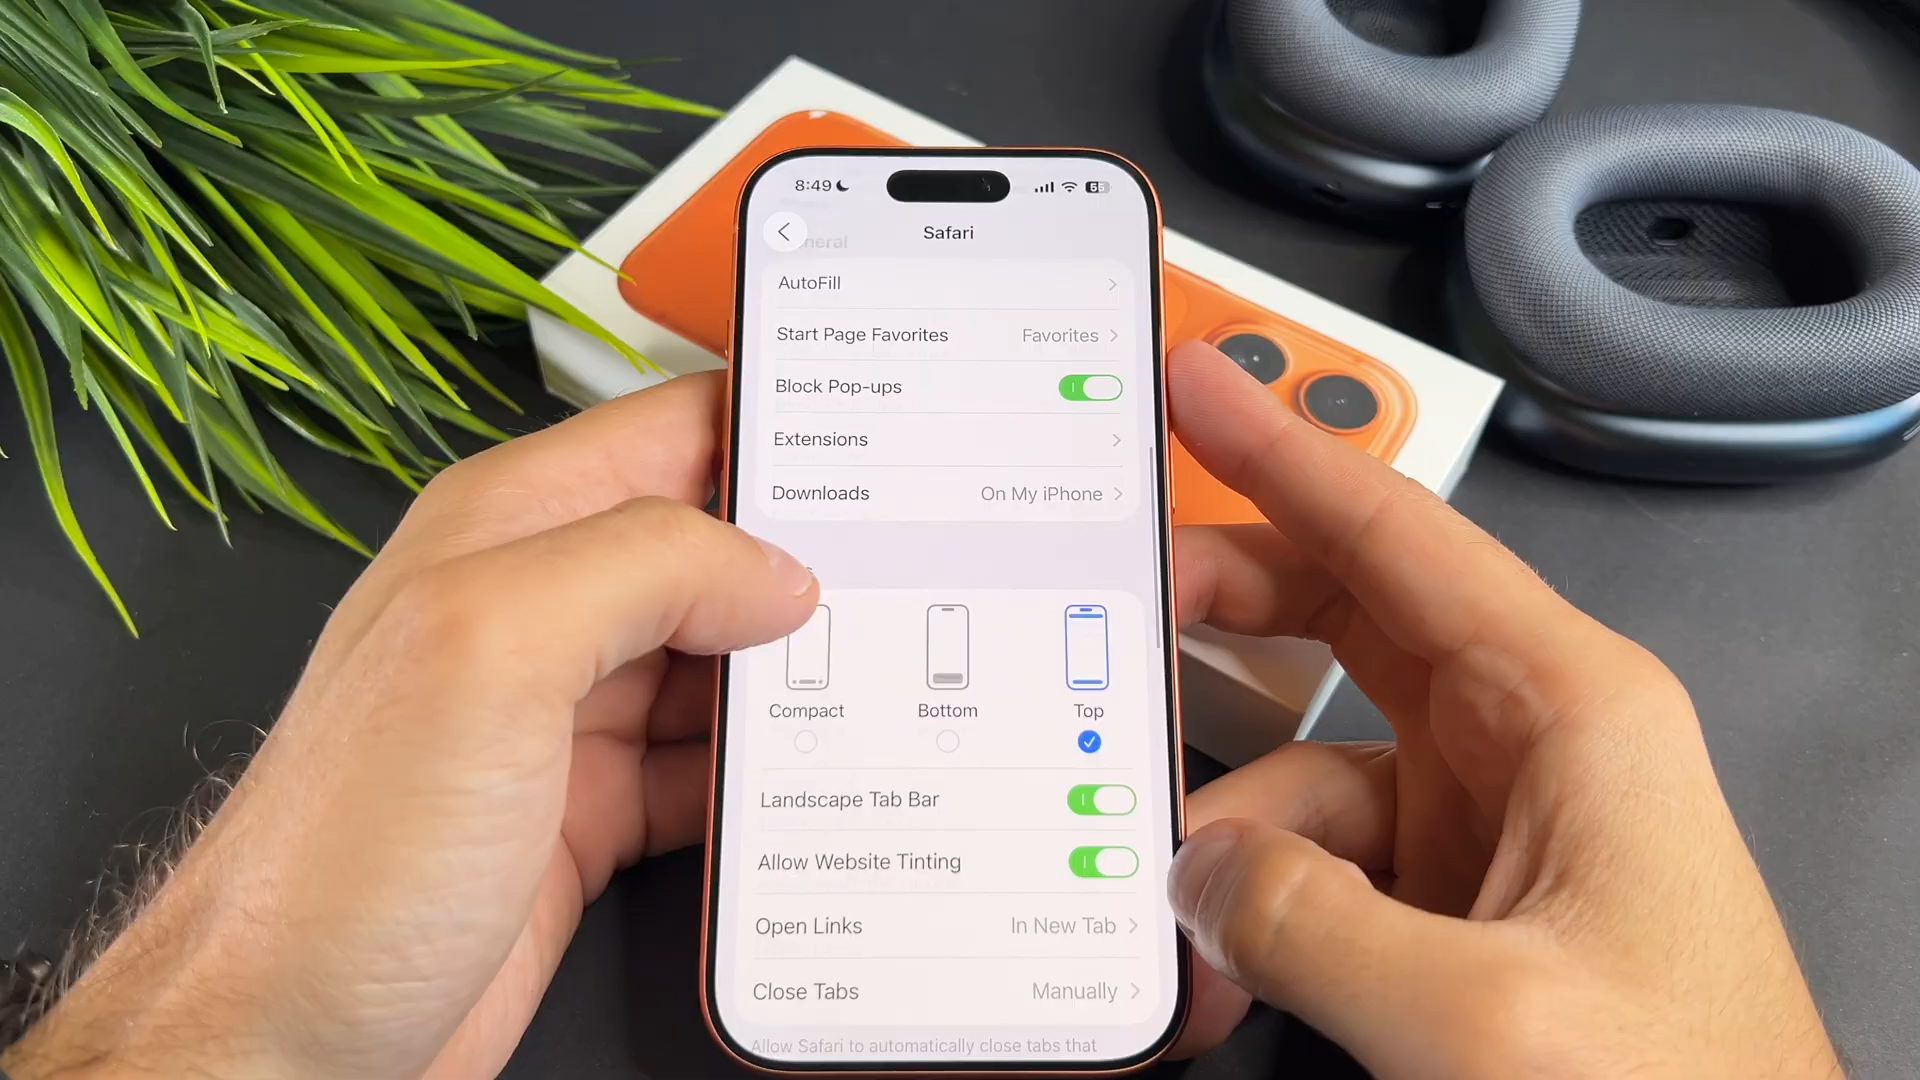 8:49
Safari
neral
AutoFill
Start Page Favorites Favorites
Block Pop-ups
Extensions
Downloads On My iPhone
Compact Bottom Top
Landscape Tab Bar
Allow Website Tinting
Open Links In New Tab
Close Tabs Manually
Allow Safari to automatically close tabs that